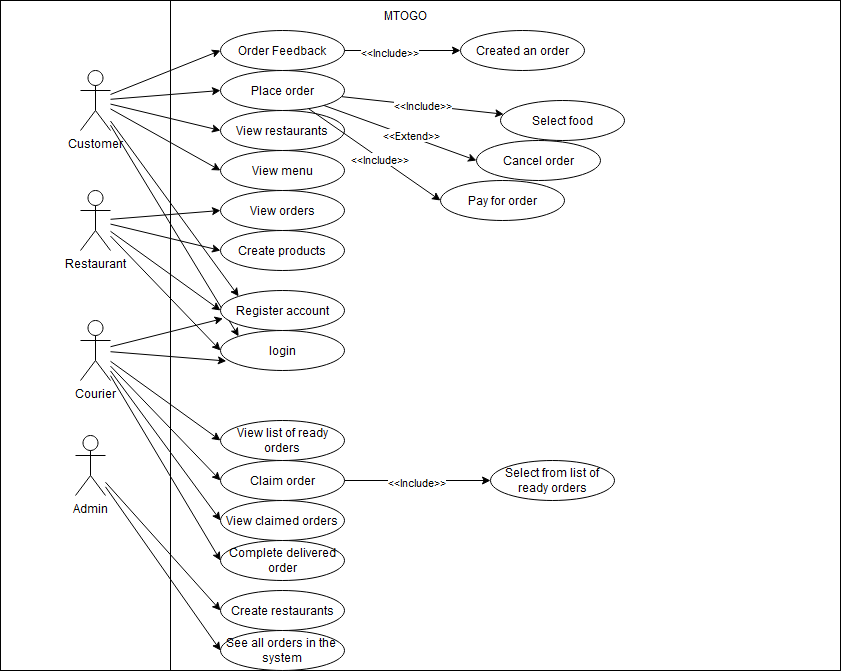 MTOGO
Order Feedback
<<Include>>
Created an order
Customer
Place order
<<Include>>
Select food
View restaurants
<<Extend>>
Cancel order
<<Include>>
View menu
Pay for order
Restaurant
View orders
Create products
Register account
login
Courier
View list of ready
orders
Claim order
<<Include>>
Select from list of
ready orders
View claimed orders
Admin
Complete delivered
order
Create restaurants
See all orders in the
system